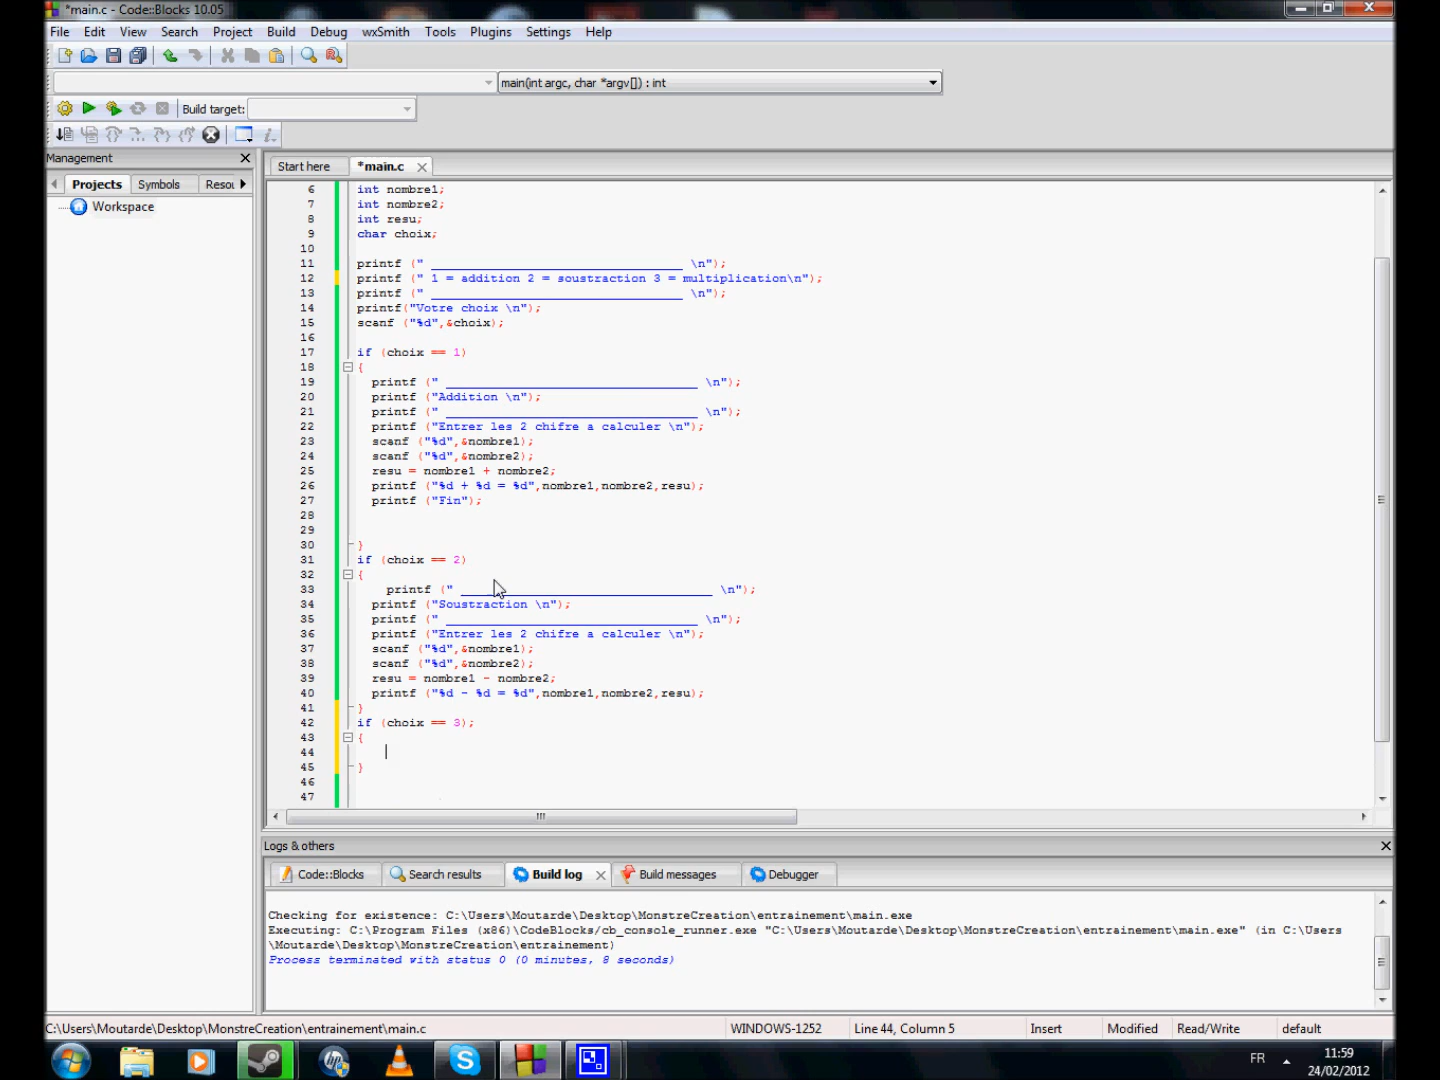 *main.c - Code::Blocks 10.05
File Edit View Search Project Build Debug wxSmith Tools Plugins Settings Help
main(int argc, char *argv[]) : int
Build target:
Management
Start here *main.c
Projects Symbols Resou
Workspace
6 int nombre1;
7 int nombre2;
8 int resu;
9 char choix;
10
11 printf (" __________________________________ \n");
12 printf (" 1 = addition 2 = soustraction 3 = multiplication\n");
13 printf (" __________________________________ \n");
14 printf("Votre choix \n");
15 scanf ("%d",&choix);
16
17 if (choix == 1)
18 {
19 printf (" __________________________________ \n");
20 printf ("Addition \n");
21 printf (" __________________________________ \n");
22 printf ("Entrer les 2 chifre a calculer \n");
23 scanf ("%d",&nombre1);
24 scanf ("%d",&nombre2);
25 resu = nombre1 + nombre2;
26 printf ("%d + %d = %d",nombre1,nombre2,resu);
27 printf ("Fin");
28
29
30 }
31 if (choix == 2)
32 {
33 printf (" __________________________________ \n");
34 printf ("Soustraction \n");
35 printf (" __________________________________ \n");
36 printf ("Entrer les 2 chifre a calculer \n");
37 scanf ("%d",&nombre1);
38 scanf ("%d",&nombre2);
39 resu = nombre1 - nombre2;
40 printf ("%d - %d = %d",nombre1,nombre2,resu);
41 }
42 if (choix == 3);
43 {
44
45 }
46
47
Logs & others
Code::Blocks Search results Build log Build messages Debugger
Checking for existence: C:\Users\Moutarde\Desktop\MonstreCreation\entrainement\main.exe
Executing: C:\Program Files (x86)\CodeBlocks/cb_console_runner.exe "C:\Users\Moutarde\Desktop\MonstreCreation\entrainement\main.exe" (in C:\Users
\Moutarde\Desktop\MonstreCreation\entrainement)
Process terminated with status 0 (0 minutes, 8 seconds)
C:\Users\Moutarde\Desktop\MonstreCreation\entrainement\main.c WINDOWS-1252 Line 44, Column 5 Insert Modified Read/Write default
FR 11:59
24/02/2012